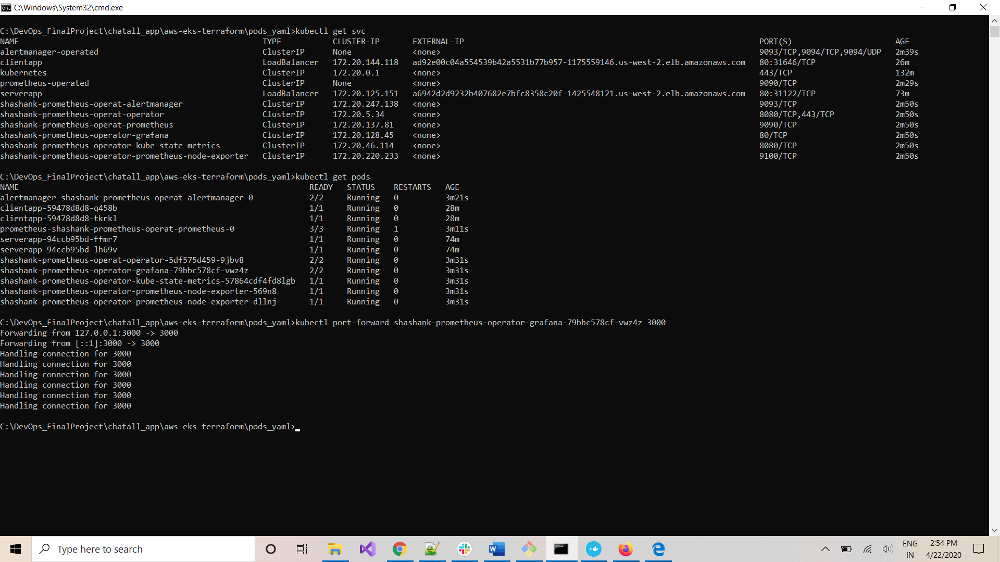 C:\Windows\System32\cmd.exe
C:\DevOps_FinalProject\chatall_app\aws-eks-terraform\pods_yaml>kubectl get svc
NAME TYPE CLUSTER-IP EXTERNAL-IP PORT(S) AGE
alertmanager-operated ClusterIP None <none> 9093/TCP,9094/TCP,9094/UDP 2m39s
clientapp LoadBalancer 172.20.144.118 ad92e00c04a554539b42a5531b77b957-1175559146.us-west-2.elb.amazonaws.com 80:31646/TCP 26m
kubernetes ClusterIP 172.20.0.1 <none> 443/TCP 132m
prometheus-operated ClusterIP None <none> 9090/TCP 2m29s
serverapp LoadBalancer 172.20.125.151 a6942d2d9232b407682e7bfc8358c20f-1425548121.us-west-2.elb.amazonaws.com 80:31122/TCP 73m
shashank-prometheus-operat-alertmanager ClusterIP 172.20.247.138 <none> 9093/TCP 2m50s
shashank-prometheus-operat-operator ClusterIP 172.20.5.34 <none> 8080/TCP,443/TCP 2m50s
shashank-prometheus-operat-prometheus ClusterIP 172.20.137.81 <none> 9090/TCP 2m50s
shashank-prometheus-operator-grafana ClusterIP 172.20.128.45 <none> 80/TCP 2m50s
shashank-prometheus-operator-kube-state-metrics ClusterIP 172.20.46.114 <none> 8080/TCP 2m50s
shashank-prometheus-operator-prometheus-node-exporter ClusterIP 172.20.220.233 <none> 9100/TCP 2m50s
C:\DevOps_FinalProject\chatall_app\aws-eks-terraform\pods_yaml>kubectl get pods
NAME READY STATUS RESTARTS AGE
alertmanager-shashank-prometheus-operat-alertmanager-0 2/2 Running 0 3m21s
clientapp-59478d8d8-q458b 1/1 Running 0 28m
clientapp-59478d8d8-tkrkl 1/1 Running 0 28m
prometheus-shashank-prometheus-operat-prometheus-0 3/3 Running 1 3m11s
serverapp-94ccb95bd-ffmr7 1/1 Running 0 74m
serverapp-94ccb95bd-lh69v 1/1 Running 0 74m
shashank-prometheus-operat-operator-5df575d459-9jbv8 2/2 Running 0 3m31s
shashank-prometheus-operator-grafana-79bbc578cf-vwz4z 2/2 Running 0 3m31s
shashank-prometheus-operator-kube-state-metrics-57864cdf4fd8lgb 1/1 Running 0 3m31s
shashank-prometheus-operator-prometheus-node-exporter-569n8 1/1 Running 0 3m31s
shashank-prometheus-operator-prometheus-node-exporter-dllnj 1/1 Running 0 3m31s
C:\DevOps_FinalProject\chatall_app\aws-eks-terraform\pods_yaml>kubectl port-forward shashank-prometheus-operator-grafana-79bbc578cf-vwz4z 3000
Forwarding from 127.0.0.1:3000 -> 3000
Forwarding from [::1]:3000 -> 3000
Handling connection for 3000
Handling connection for 3000
Handling connection for 3000
Handling connection for 3000
Handling connection for 3000
Handling connection for 3000
C:\DevOps_FinalProject\chatall_app\aws-eks-terraform\pods_yaml>
Type here to search
ENG
IN
2:54 PM
4/22/2020